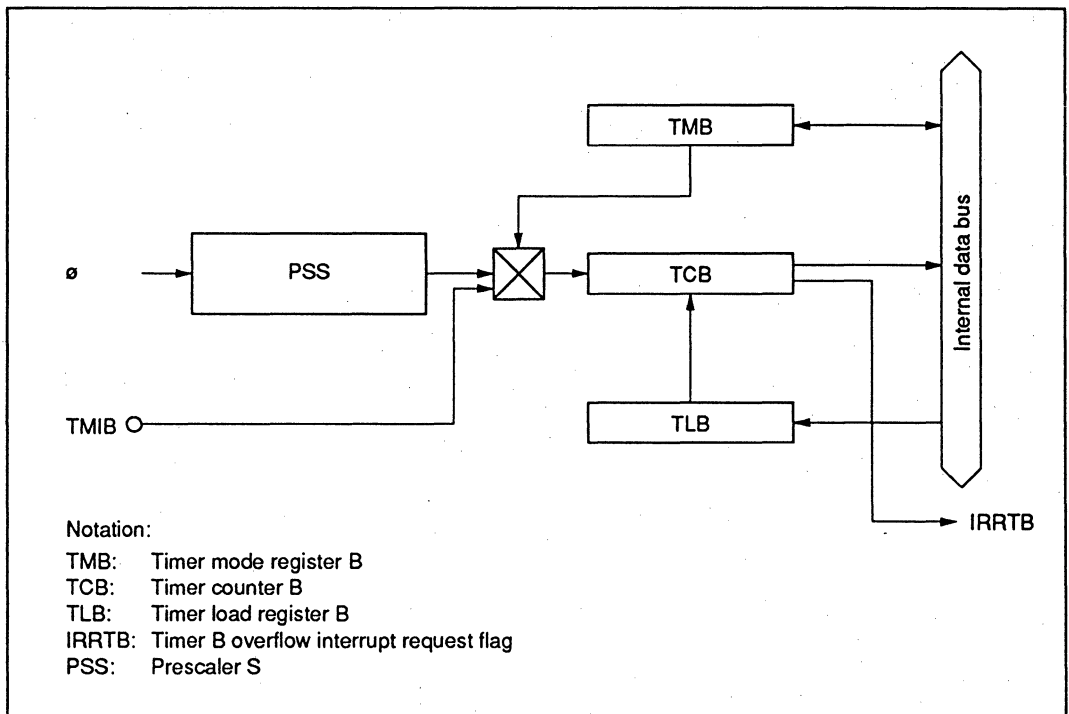 TMB
Internal data bus
ø
PSS
TCB
TMIB
TLB
IRRTB
Notation:
TMB: Timer mode register B
TCB: Timer counter B
TLB: Timer load register B
IRRTB: Timer B overflow interrupt request flag
PSS: Prescaler S